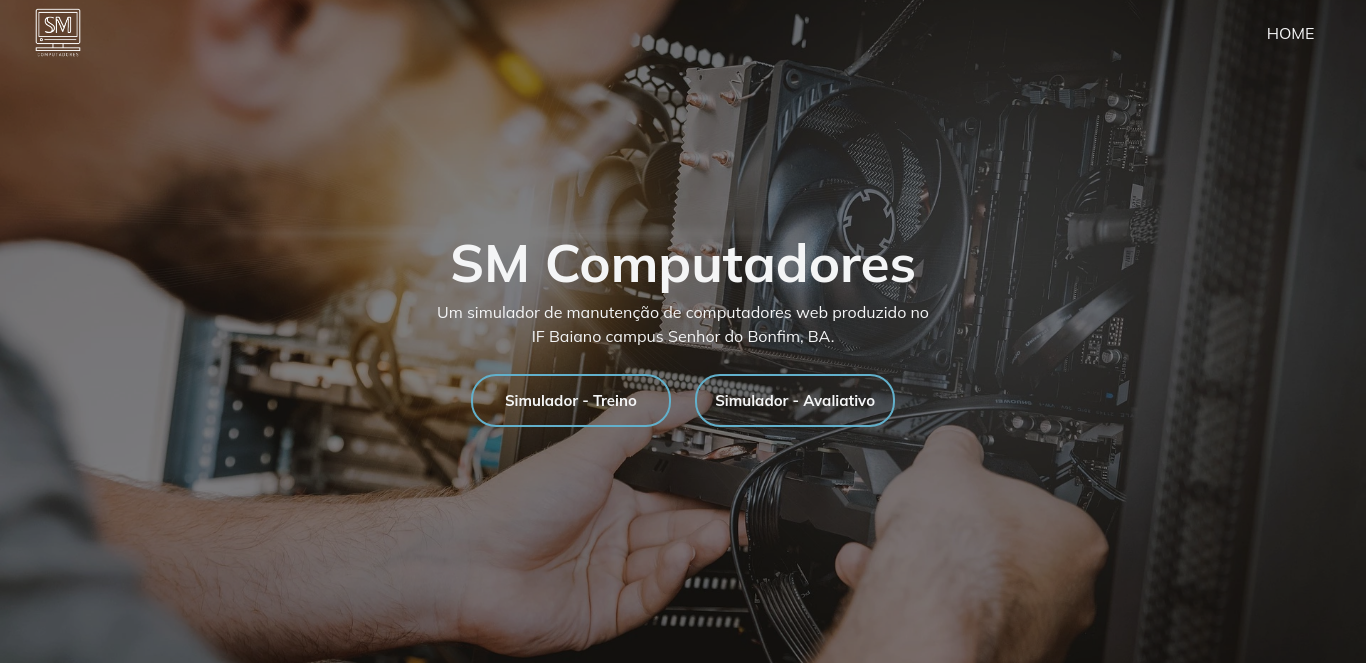 SM
COMPUTADORES
HOME
SM Computadores
Um simulador de manutenção de computadores web produzido no
IF Baiano campus Senhor do Bonfim, BA.
Simulador - Treino
Simulador - Avaliativo